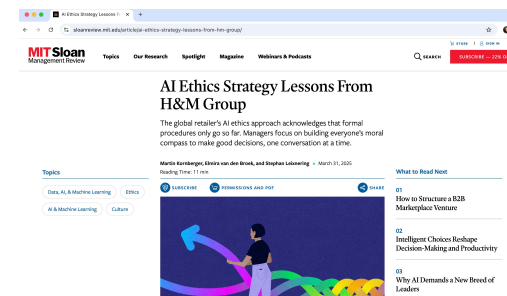 AI Ethics Strategy Lessons Fr
sloanreview.mit.edu/article/ai-ethics-strategy-lessons-from-hm-group/
STORE | SIGN IN
MIT Sloan
Management Review
Topics
Our Research
Spotlight
Magazine
Webinars & Podcasts
SEARCH
SUBSCRIBE — 22%
AI Ethics Strategy Lessons From
H&M Group
The global retailer's AI ethics approach acknowledges that formal
procedures only go so far. Managers focus on building everyone's moral
compass to make good decisions, one conversation at a time.
Martin Kornberger, Elmira van den Broek, and Stephan Leixnering • March 31, 2025
Reading Time: 11 min
SUBSCRIBE
PERMISSIONS AND PDF
SHARE
Topics
Data, AI, & Machine Learning
Ethics
AI & Machine Learning
Culture
What to Read Next
01
How to Structure a B2B
Marketplace Venture
02
Intelligent Choices Reshape
Decision-Making and Productivity
03
Why AI Demands a New Breed of
Leaders